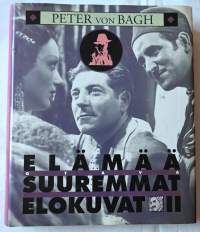 PETER VON BAGH
ELÄMÄÄ
SUUREMMAT
ELOKUVAT II